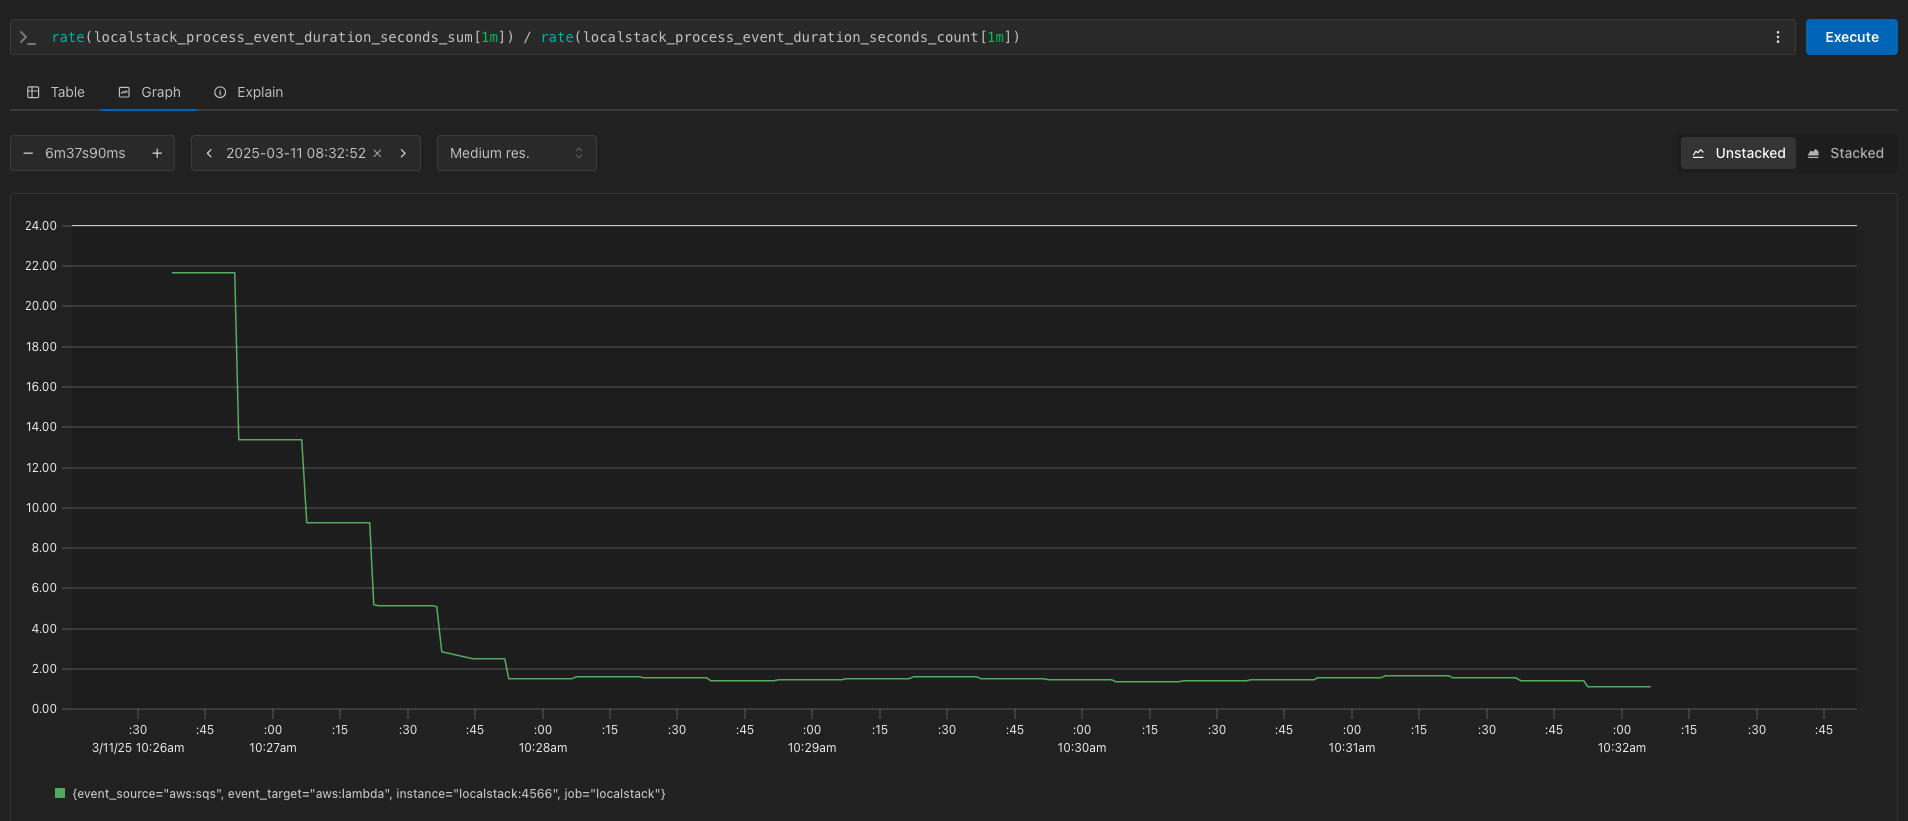 >_ rate(localstack_process_event_duration_seconds_sum[1m]) / rate(localstack_process_event_duration_seconds_count[1m])
Execute
Table Graph Explain
− 6m37s90ms +
< 2025-03-11 08:32:52 × >
Medium res.
Unstacked Stacked
24.00
22.00
20.00
18.00
16.00
14.00
12.00
10.00
8.00
6.00
4.00
2.00
0.00
:30 :45 :00 :15 :30 :45 :00 :15 :30 :45 :00 :15 :30 :45 :00 :15 :30 :45 :00 :15 :30 :45 :00 :15 :30 :45
3/11/25 10:26am 10:27am 10:28am 10:29am 10:30am 10:31am 10:32am
{event_source="aws:sqs", event_target="aws:lambda", instance="localstack:4566", job="localstack"}